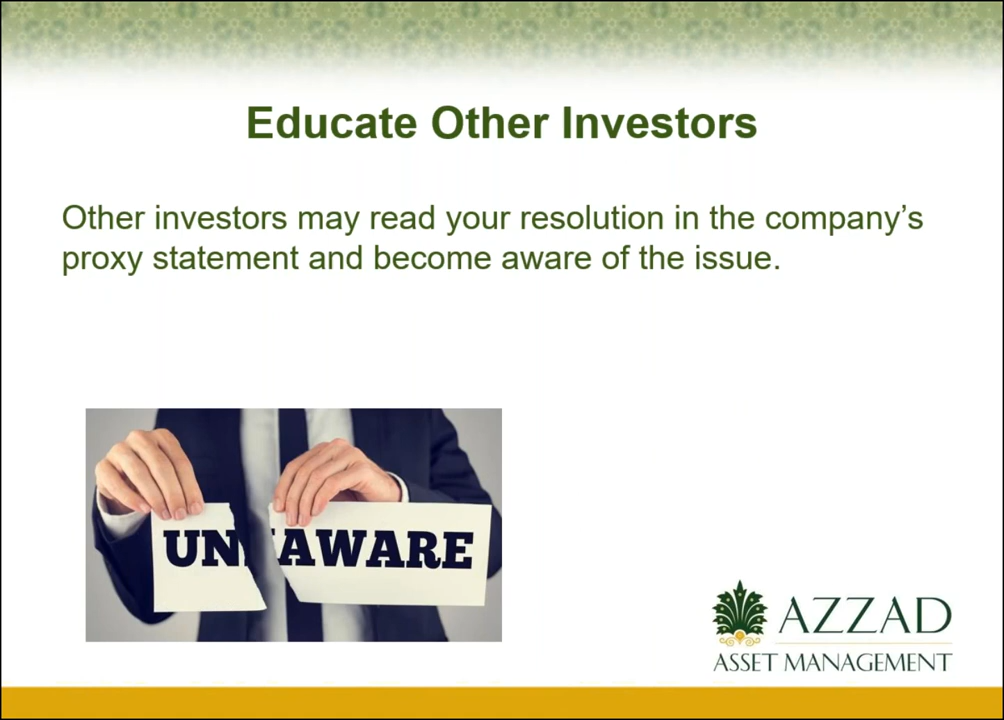 Educate Other Investors
Other investors may read your resolution in the company’s
proxy statement and become aware of the issue.
UN AWARE
AZZAD
ASSET MANAGEMENT